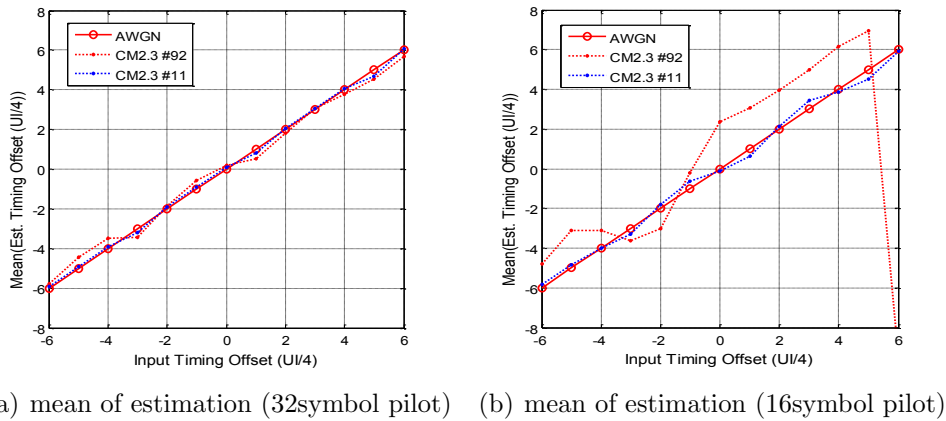 8
6
4
2
0
-2
-4
-6
-8
-6
-4
-2
0
2
4
6
Mean(Est. Timing Offset (UI/4))
Input Timing Offset (UI/4)
AWGN
CM2.3 #92
CM2.3 #11
8
6
4
2
0
-2
-4
-6
-8
-6
-4
-2
0
2
4
6
Mean(Est. Timing Offset (UI/4))
Input Timing Offset (UI/4)
AWGN
CM2.3 #92
CM2.3 #11
) mean of estimation (32symbol pilot)
(b) mean of estimation (16symbol pilot)